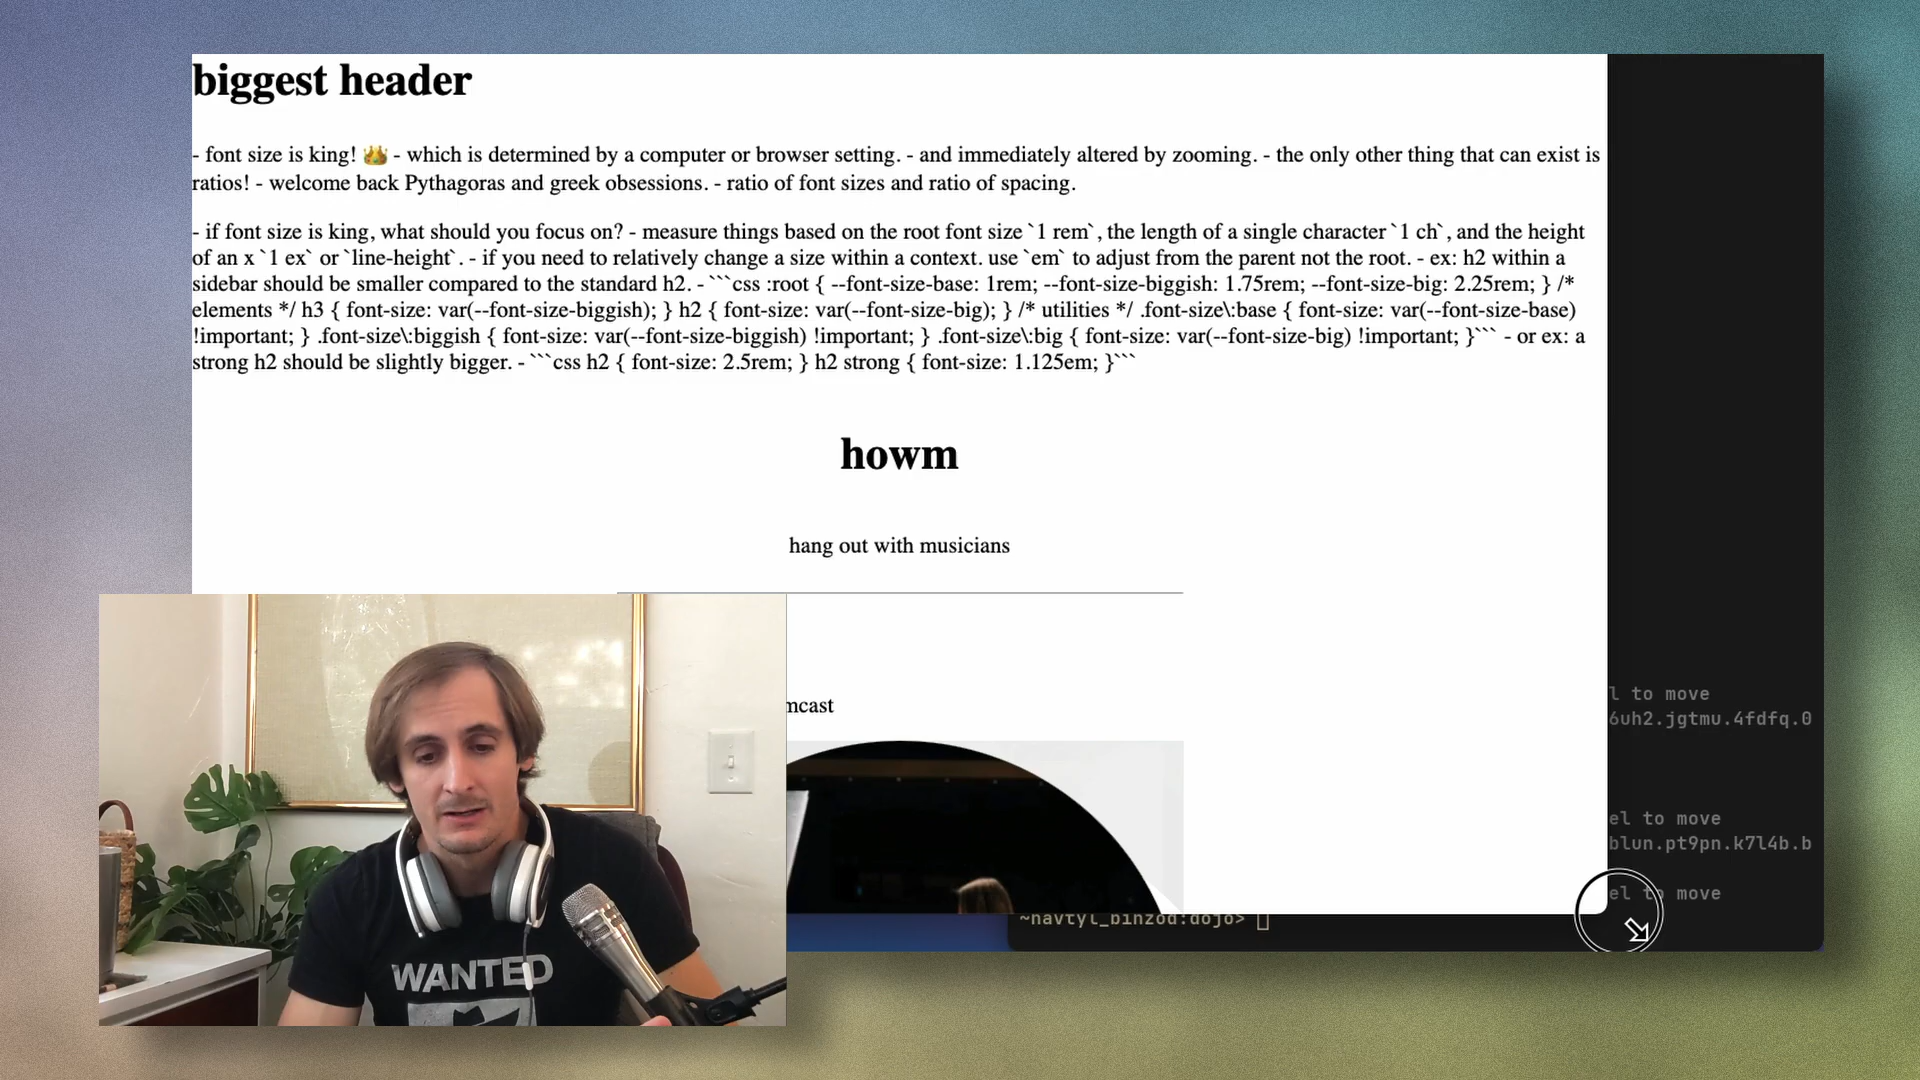 biggest header
- font size is king! 👑 - which is determined by a computer or browser setting. - and immediately altered by zooming. - the only other thing that can exist is
ratios! - welcome back Pythagoras and greek obsessions. - ratio of font sizes and ratio of spacing.
- if font size is king, what should you focus on? - measure things based on the root font size `1 rem`, the length of a single character `1 ch`, and the height
of an x `1 ex` or `line-height`. - if you need to relatively change a size within a context. use `em` to adjust from the parent not the root. - ex: h2 within a
sidebar should be smaller compared to the standard h2. - ```css :root { --font-size-base: 1rem; --font-size-biggish: 1.75rem; --font-size-big: 2.25rem; } /*
elements */ h3 { font-size: var(--font-size-biggish); } h2 { font-size: var(--font-size-big); } /* utilities */ .font-size\:base { font-size: var(--font-size-base)
!important; } .font-size\:biggish { font-size: var(--font-size-biggish) !important; } .font-size\:big { font-size: var(--font-size-big) !important; }``` - or ex: a
strong h2 should be slightly bigger. - ```css h2 { font-size: 2.5rem; } h2 strong { font-size: 1.125em; }```
howm
hang out with musicians
mcast
l to move
6uh2.jgtmu.4fdfq.0
el to move
blun.pt9pn.k7l4b.b
el to move
~navtyl_binzod:dojo>
WANTED